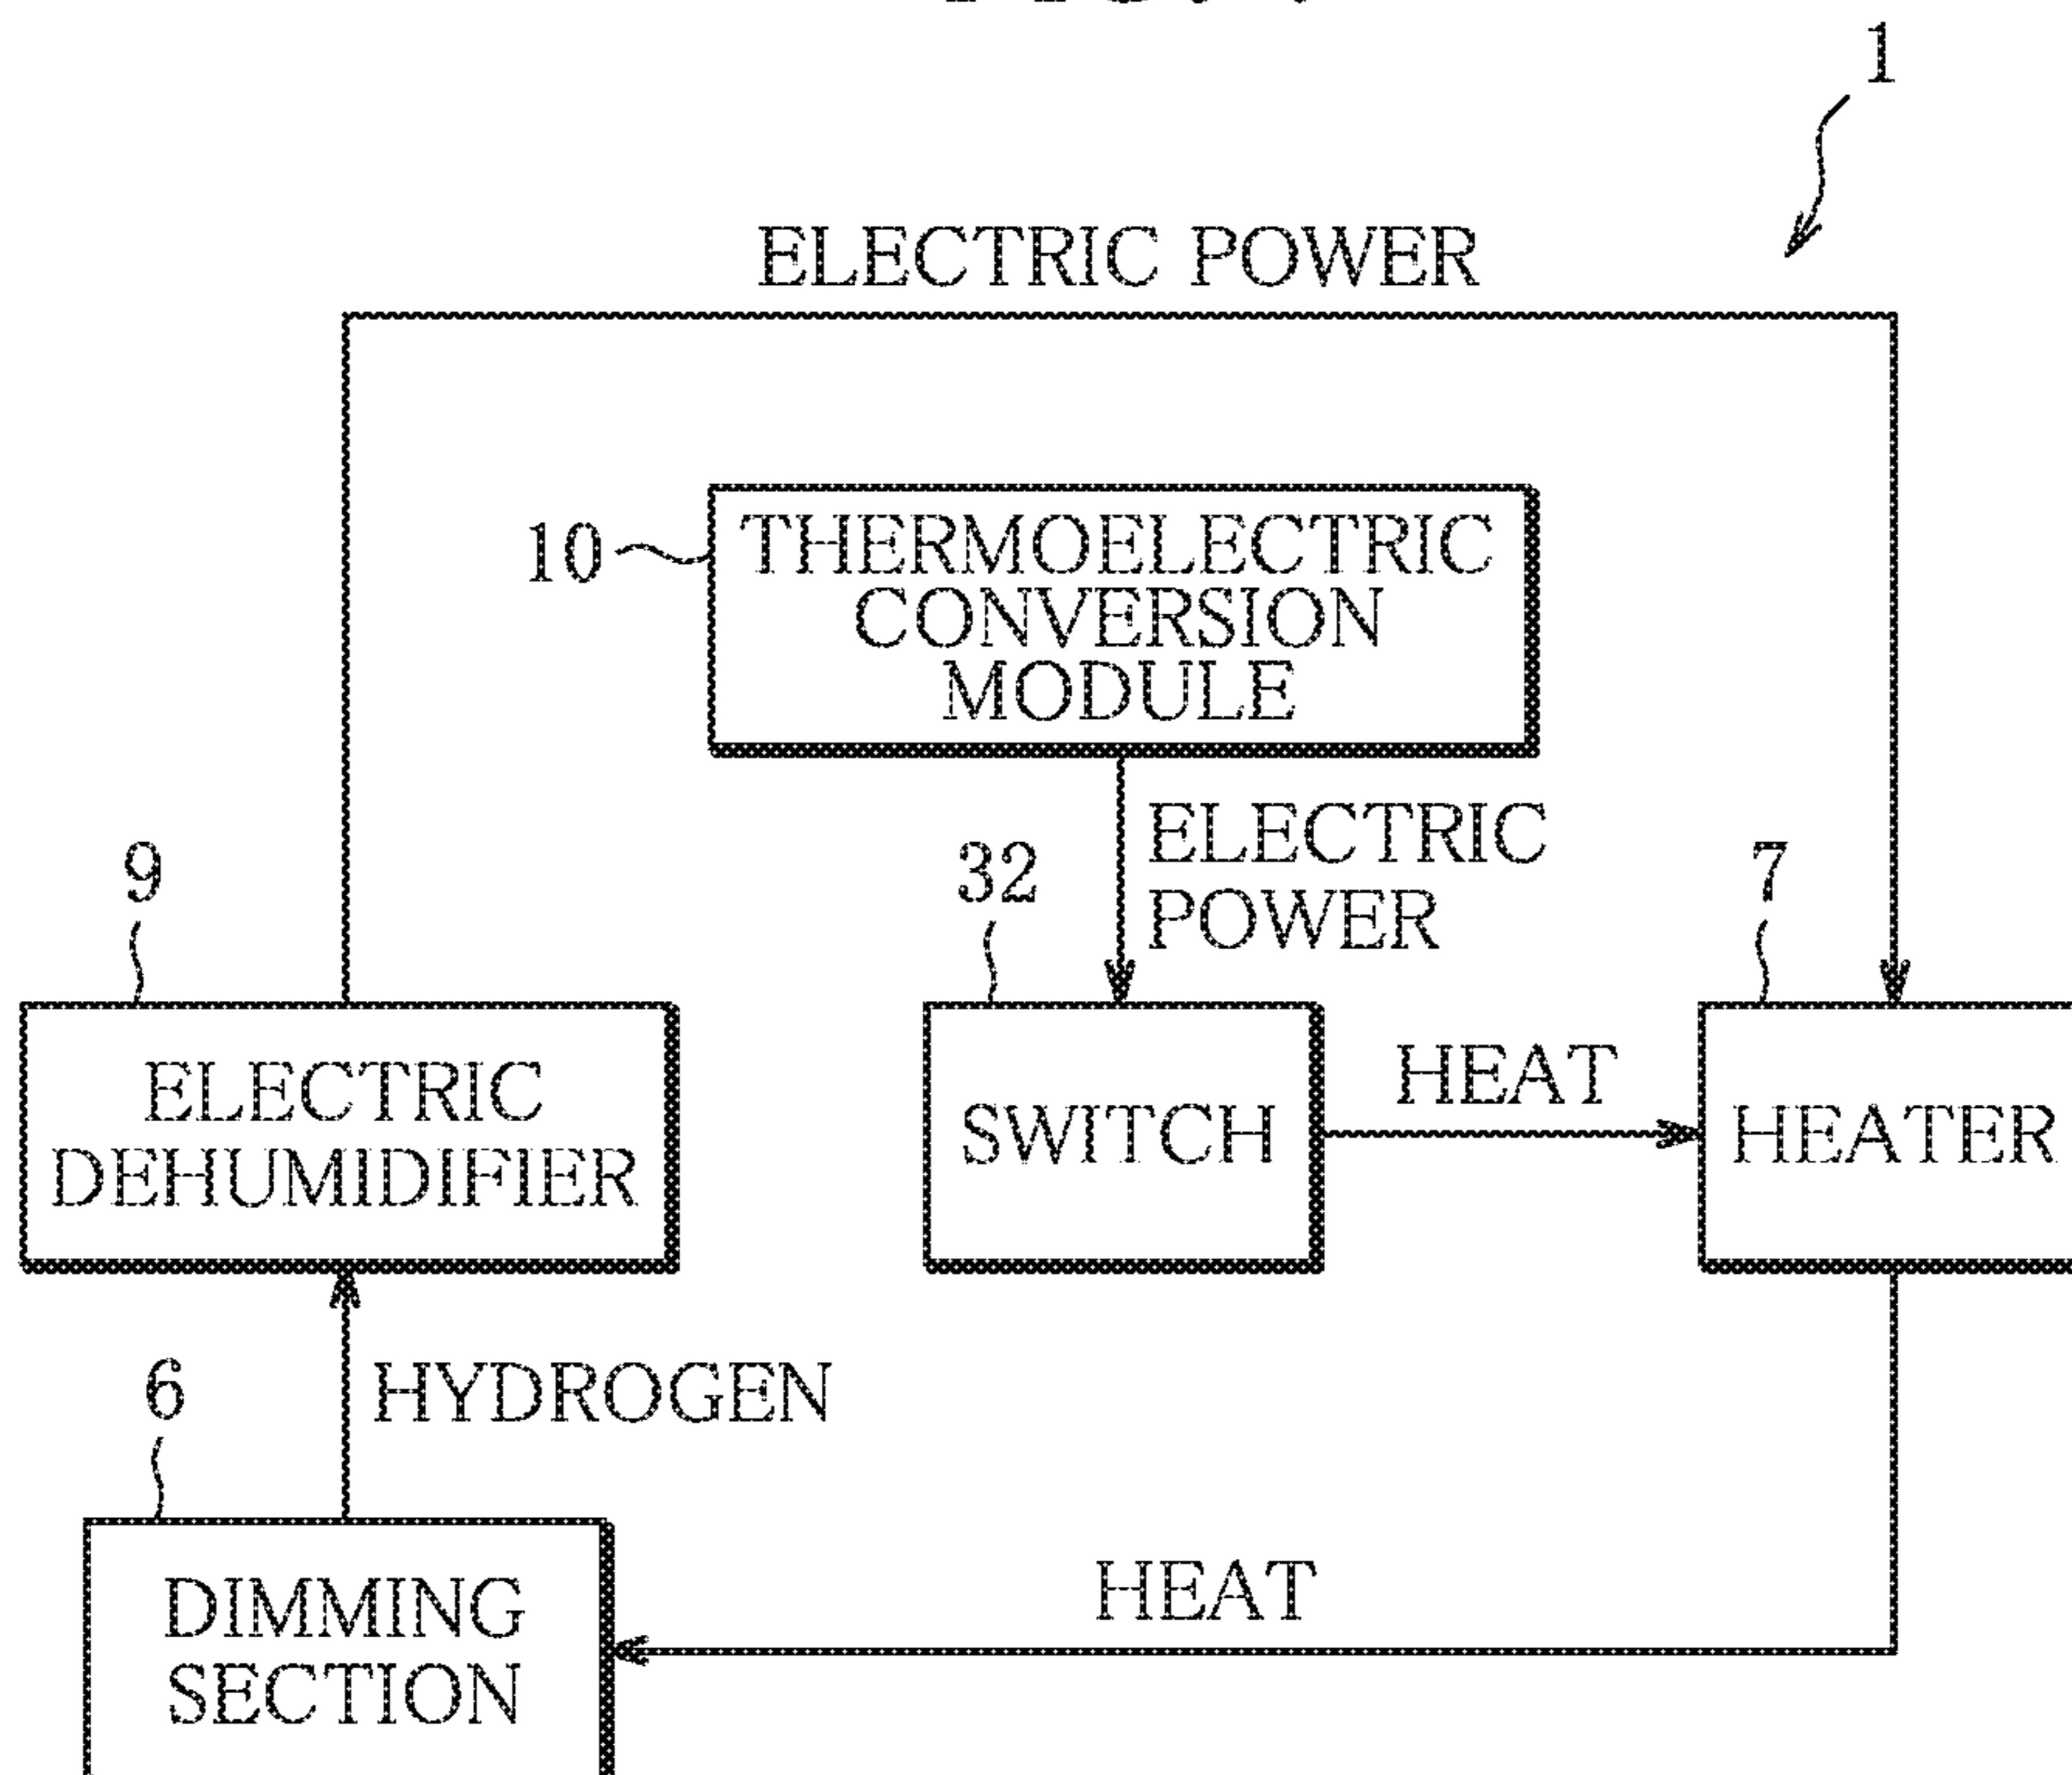 1
ELECTRIC POWER
10
THERMOELECTRIC
CONVERSION
MODULE
ELECTRIC
POWER
9
32
7
ELECTRIC
DEHUMIDIFIER
SWITCH
HEAT
HEATER
6
HYDROGEN
DIMMING
SECTION
HEAT